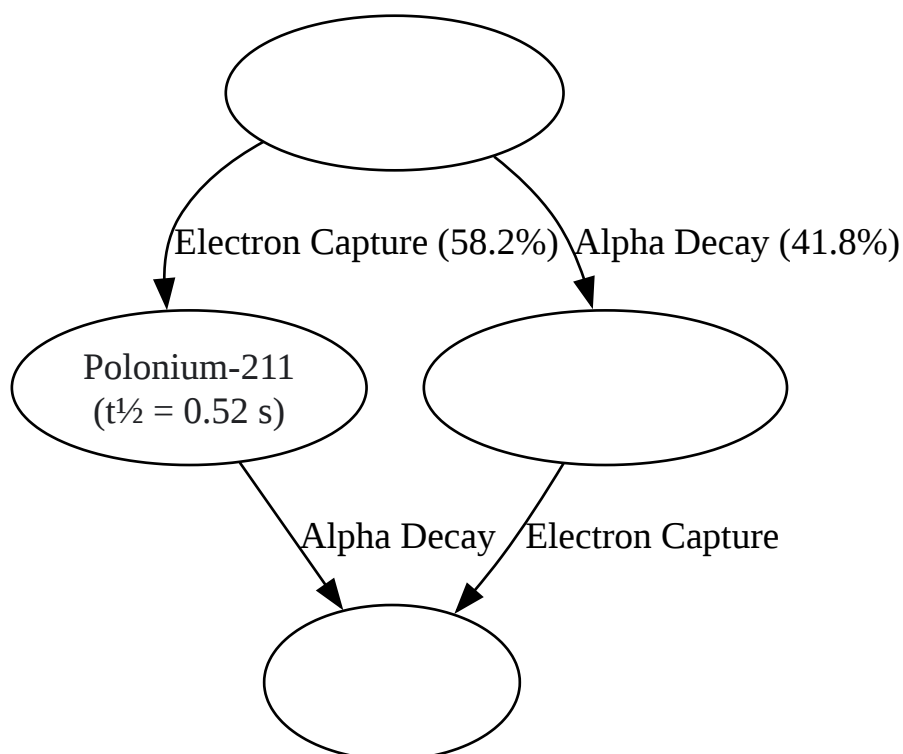 Electron Capture (58.2%)
Alpha Decay (41.8%)
Polonium-211
(t½ = 0.52 s)
Alpha Decay
Electron Capture